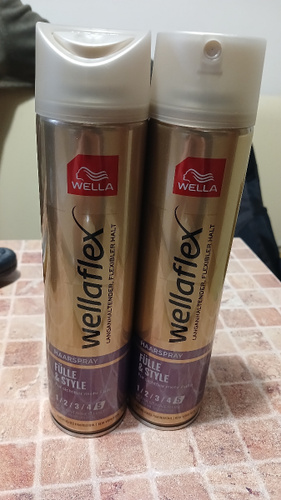 WELLA
wellaflex
LANGANHALTENDER, FLEXIBLER HALT
HAARSPRAY
FÜLLE
& STYLE
1/2/3/4/5
WELLA
wellaflex
LANGANHALTENDER, FLEXIBLER HALT
HAARSPRAY
FÜLLE
& STYLE
1/2/3/4/5